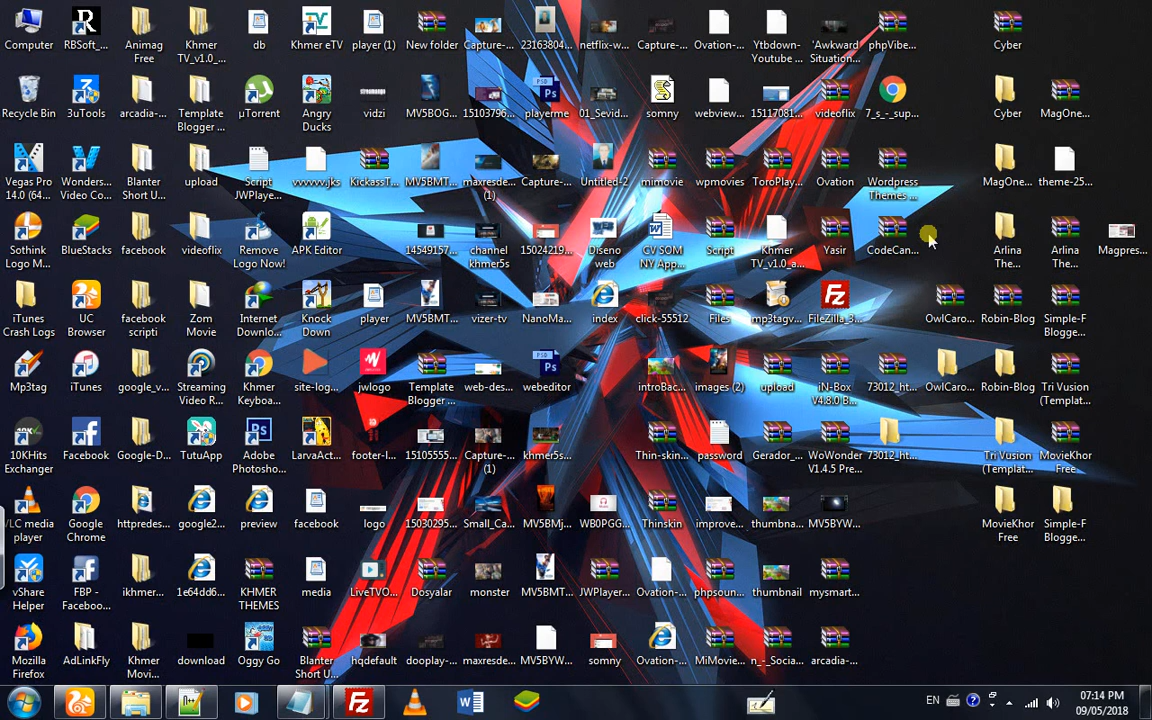 Computer
RBSoft_...
Animag
Free
Khmer
TV_v1.0_...
db
Khmer eTV
player (1)
New folder
Capture-...
23163804...
netflix-w...
Capture-...
Ovation-...
Ytbdown-
Youtube ...
'Awkward
Situation...
phpVibe...
Cyber
Recycle Bin
3uTools
arcadia-...
Template
Blogger ...
µTorrent
Angry
Ducks
vidzi
MV5BOG...
15103796...
playerme
01_Sevid...
somny
webview...
15117081...
videoflix
7_s_-_sup...
Cyber
MagOne...
Vegas Pro
14.0 (64...
Wonders...
Video Co...
Blanter
Short U...
upload
Script
JWPlaye...
vvvvvv.jks
KickassT...
MV5BMT...
maxresde...
(1)
Capture-...
Untitled-2
mimovie
wpmovies
ToroPlay...
Ovation
Wordpress
Themes ...
MagOne...
theme-25...
Sothink
Logo M...
BlueStacks
facebook
videoflix
Remove
Logo Now!
APK Editor
14549157...
channel
khmer5s
15024219...
Diseno
web
CV SOM
NY App...
Script
Khmer
TV_v1.0_a...
Yasir
CodeCan...
Arlina
The...
Arlina
The...
Magpres...
iTunes
Crash Logs
UC
Browser
facebook
scripti
Zom
Movie
Internet
Downlo...
Knock
Down
player
MV5BMT...
vizer-tv
NanoMa...
index
click-55512
Files
mp3tagv...
FileZilla_3...
OwlCaro...
Robin-Blog
Simple-F
Blogge...
Mp3tag
iTunes
google_v...
Streaming
Video R...
Khmer
Keyboa...
site-log...
jwlogo
Template
Blogger ...
web-des...
webeditor
introBac...
images (2)
upload
iN-Box
V4.8.0 B...
73012_ht...
OwlCaro...
Robin-Blog
Tri Vusion
(Templat...
10KHits
Exchanger
Facebook
Google-D...
TutuApp
Adobe
Photosho...
LarvaAct...
footer-l...
15105555...
Capture-...
(1)
khmer5s...
Thin-skin...
password
Gerador_...
WoWonder
V1.4.5 Pre...
73012_ht...
Tri Vusion
(Templat...
MovieKhor
Free
VLC media
player
Google
Chrome
httpredes...
google2...
preview
facebook
logo
15030295...
Small_Ca...
MV5BMj...
WB0PGG...
Thinskin
improve...
thumbna...
MV5BYW...
MovieKhor
Free
Simple-F
Blogge...
vShare
Helper
FBP -
Faceboo...
ikhmer...
1e64dd6...
KHMER
THEMES
media
LiveTVO...
Dosyalar
monster
MV5BMT...
JWPlayer...
Ovation-...
phpsoun...
thumbnail
mysmart...
Mozilla
Firefox
AdLinkFly
Khmer
Movi...
download
Oggy Go
Blanter
Short U...
hqdefault
dooplay-...
maxresde...
MV5BYW...
somny
Ovation-...
MiMovie...
n_-_Socia...
arcadia-...
EN
07:14 PM
09/05/2018